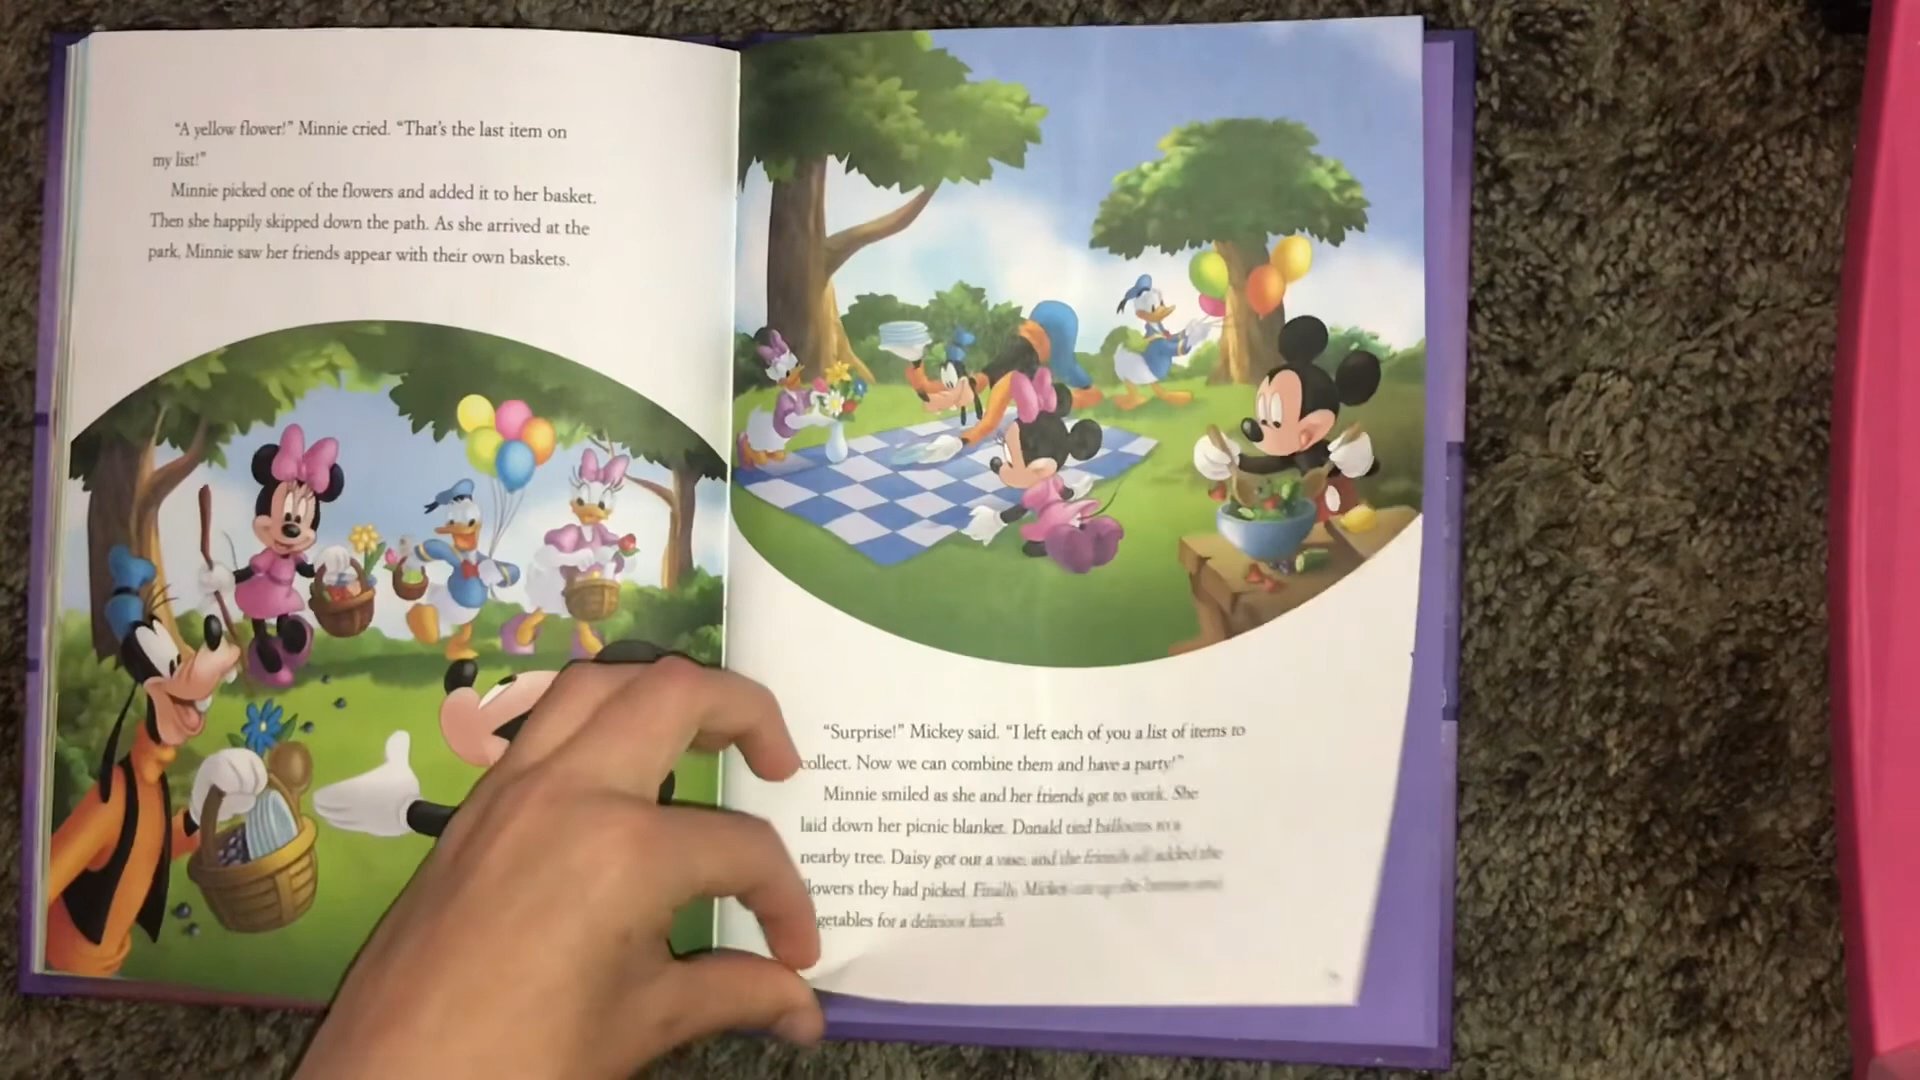 “A yellow flower!” Minnie cried. “That’s the last item on
my list!”
Minnie picked one of the flowers and added it to her basket.
Then she happily skipped down the path. As she arrived at the
park, Minnie saw her friends appear with their own baskets.
“Surprise!” Mickey said. “I left each of you a list of items to
collect. Now we can combine them and have a party!”
Minnie smiled as she and her friends got to work. She
laid down her picnic blanket. Donald tied balloons to a
nearby tree. Daisy got out a vase, and the friends all added the
lowers they had picked. Finally, Mickey
getables for a delicious lunch.